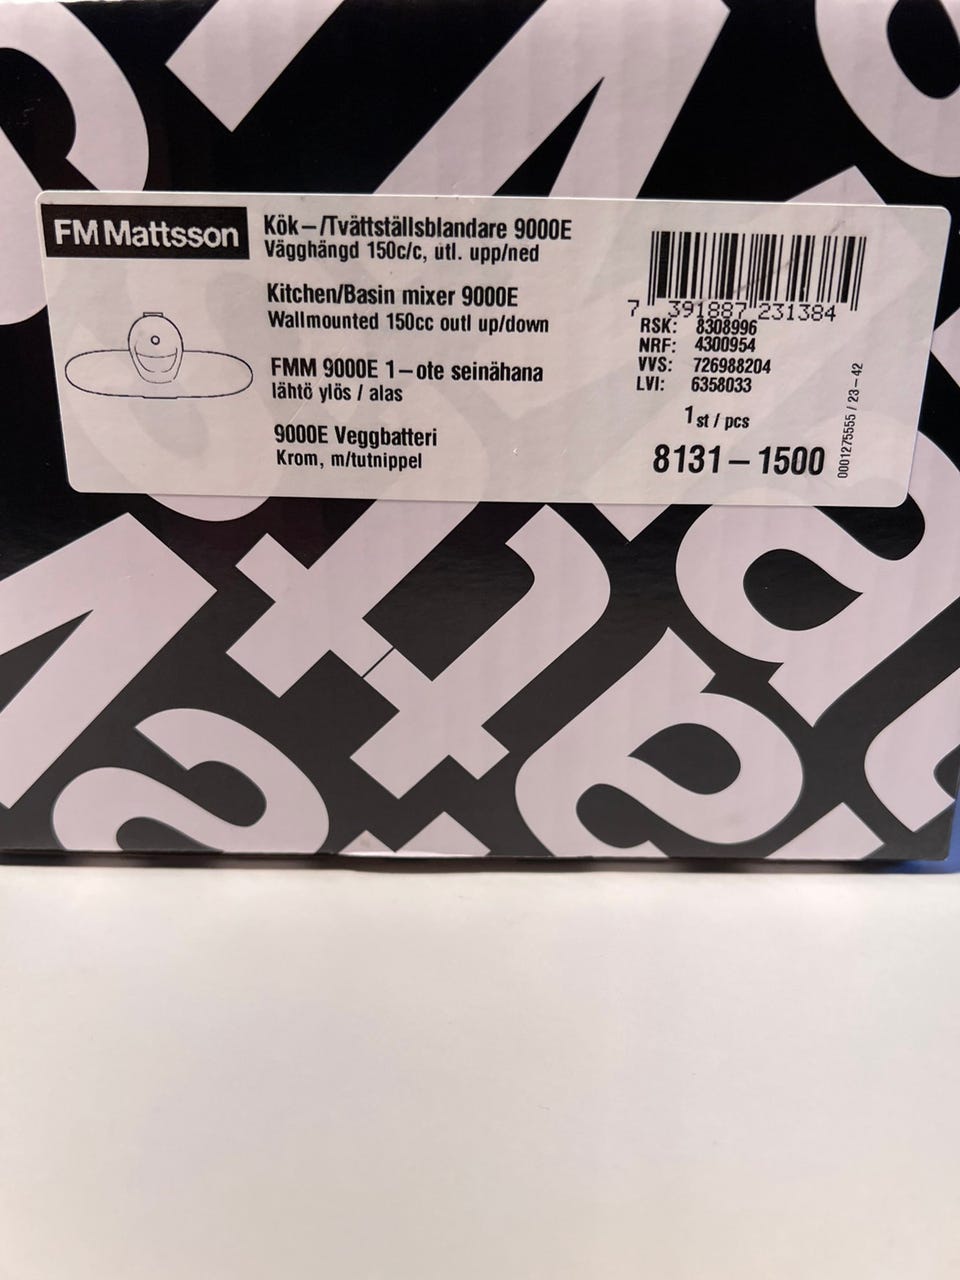 FM Mattsson
Kök-/Tvättställsblandare 9000E
Vägghängd 150c/c, utl. upp/ned
Kitchen/Basin mixer 9000E
Wallmounted 150cc outl up/down
FMM 9000E 1-ote seinähana
lähtö ylös / alas
9000E Veggbatteri
Krom, m/tutnippel
7 391887 231384
RSK: 8308996
NRF: 4300954
VVS: 726988204
LVI: 6358033
1 st / pcs
8131-1500
0001275555 / 23-42